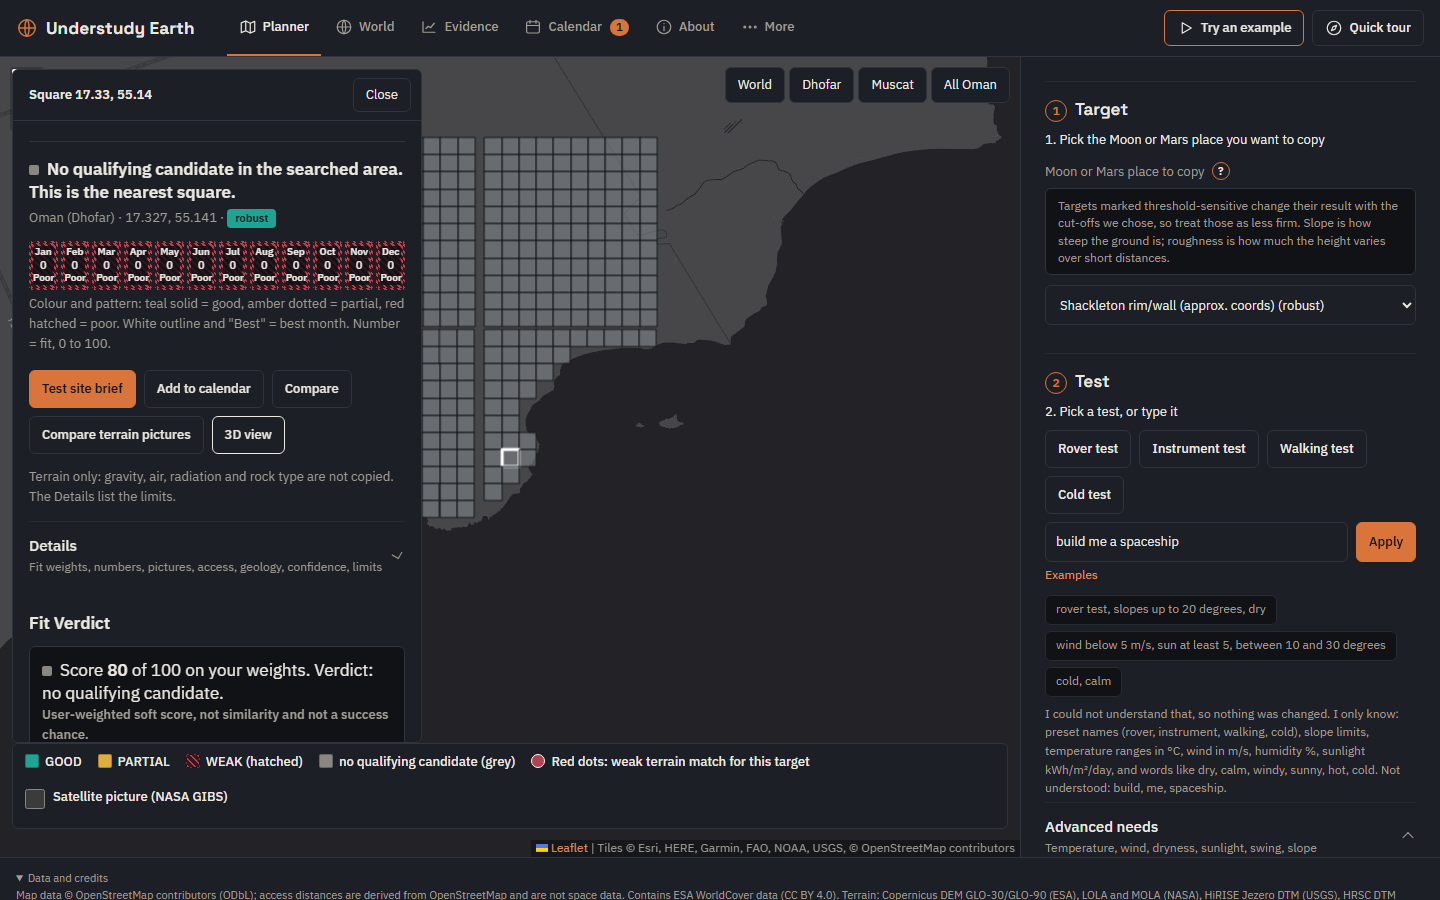 Understudy Earth
Planner
World
Evidence
Calendar 1
About
More
Try an example
Quick tour
Square 17.33, 55.14
Close
No qualifying candidate in the searched area.
This is the nearest square.
Oman (Dhofar) · 17.327, 55.141 · robust
Jan Feb Mar Apr May Jun Jul Aug Sep Oct Nov Dec
0 0 0 0 0 0 0 0 0 0 0 0
Poor Poor Poor Poor Poor Poor Poor Poor Poor Poor Poor Poor
Colour and pattern: teal solid = good, amber dotted = partial, red
hatched = poor. White outline and "Best" = best month. Number
= fit, 0 to 100.
Test site brief
Add to calendar
Compare
Compare terrain pictures
3D view
Terrain only: gravity, air, radiation and rock type are not copied.
The Details list the limits.
Details
Fit weights, numbers, pictures, access, geology, confidence, limits
Fit Verdict
Score 80 of 100 on your weights. Verdict:
no qualifying candidate.
User-weighted soft score, not similarity and not a success
chance.
World
Dhofar
Muscat
All Oman
GOOD
PARTIAL
WEAK (hatched)
no qualifying candidate (grey)
Red dots: weak terrain match for this target
Satellite picture (NASA GIBS)
Leaflet | Tiles © Esri, HERE, Garmin, FAO, NOAA, USGS, © OpenStreetMap contributors
1 Target
1. Pick the Moon or Mars place you want to copy
Moon or Mars place to copy ?
Targets marked threshold-sensitive change their result with the
cut-offs we chose, so treat those as less firm. Slope is how
steep the ground is; roughness is how much the height varies
over short distances.
Shackleton rim/wall (approx. coords) (robust)
2 Test
2. Pick a test, or type it
Rover test
Instrument test
Walking test
Cold test
build me a spaceship
Apply
Examples
rover test, slopes up to 20 degrees, dry
wind below 5 m/s, sun at least 5, between 10 and 30 degrees
cold, calm
I could not understand that, so nothing was changed. I only know:
preset names (rover, instrument, walking, cold), slope limits,
temperature ranges in °C, wind in m/s, humidity %, sunlight
kWh/m²/day, and words like dry, calm, windy, sunny, hot, cold. Not
understood: build, me, spaceship.
Advanced needs
Temperature, wind, dryness, sunlight, swing, slope
▼ Data and credits
Map data © OpenStreetMap contributors (ODbL); access distances are derived from OpenStreetMap and are not space data. Contains ESA WorldCover data (CC BY 4.0). Terrain: Copernicus DEM GLO-30/GLO-90 (ESA), LOLA and MOLA (NASA), HiRISE Jezero DTM (USGS), HRSC DTM